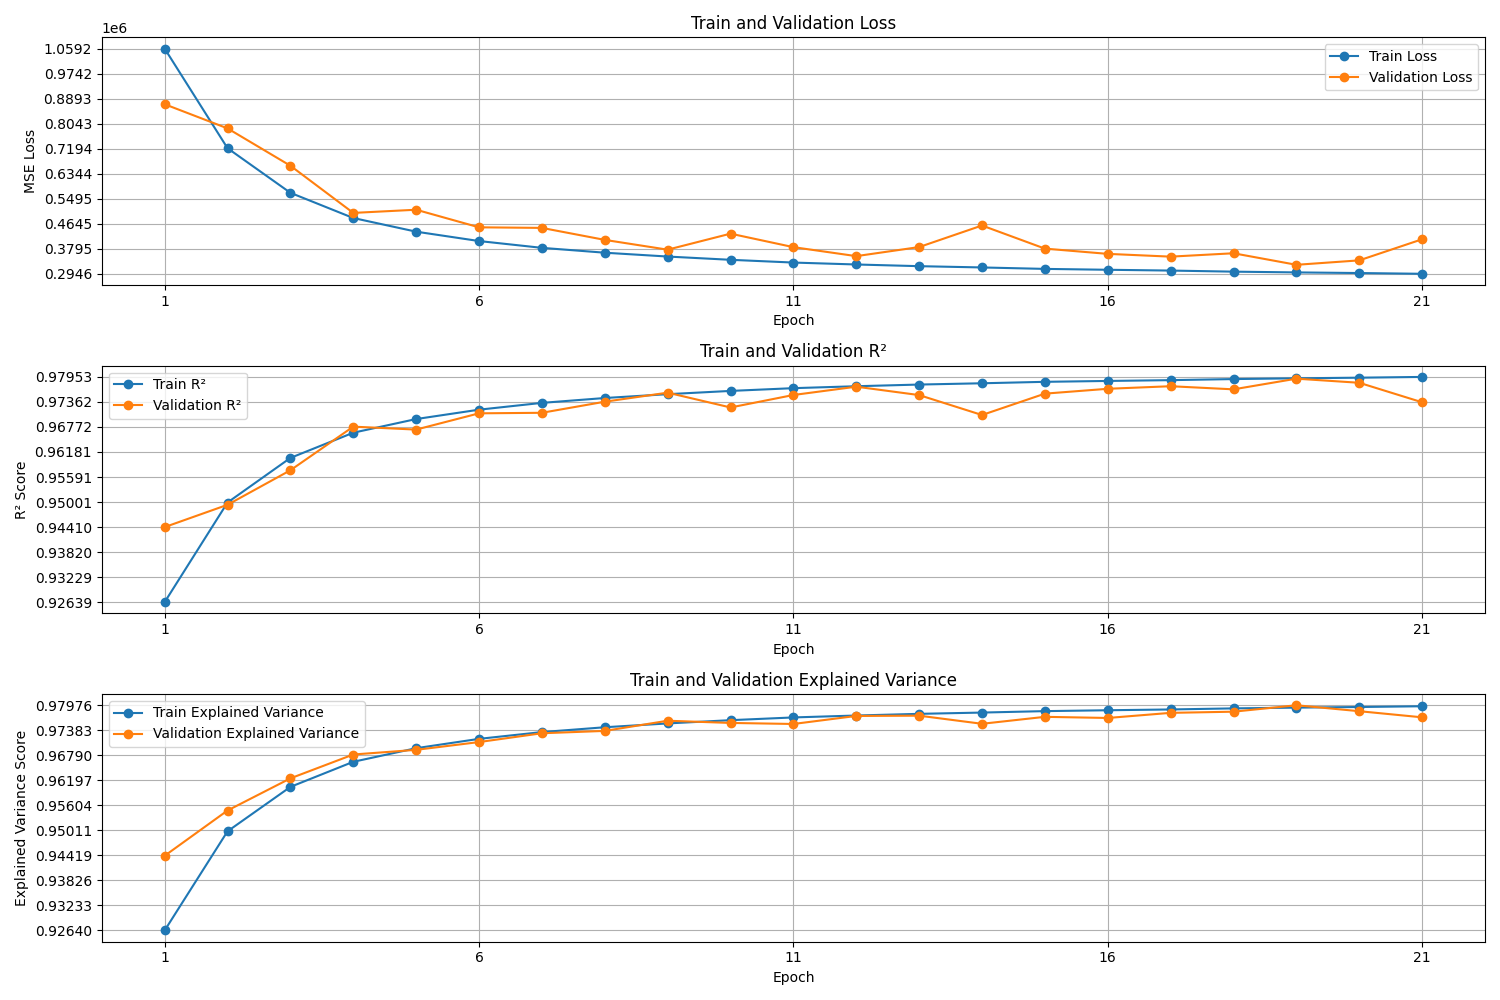 Train and Validation Loss
1e6
MSE Loss
1.0592
0.9742
0.8893
0.8043
0.7194
0.6344
0.5495
0.4645
0.3795
0.2946
Train Loss
Validation Loss
1 6 11 16 21
Epoch
Train and Validation R²
R² Score
0.97953
0.97362
0.96772
0.96181
0.95591
0.95001
0.94410
0.93820
0.93229
0.92639
Train R²
Validation R²
1 6 11 16 21
Epoch
Train and Validation Explained Variance
Explained Variance Score
0.97976
0.97383
0.96790
0.96197
0.95604
0.95011
0.94419
0.93826
0.93233
0.92640
Train Explained Variance
Validation Explained Variance
1 6 11 16 21
Epoch